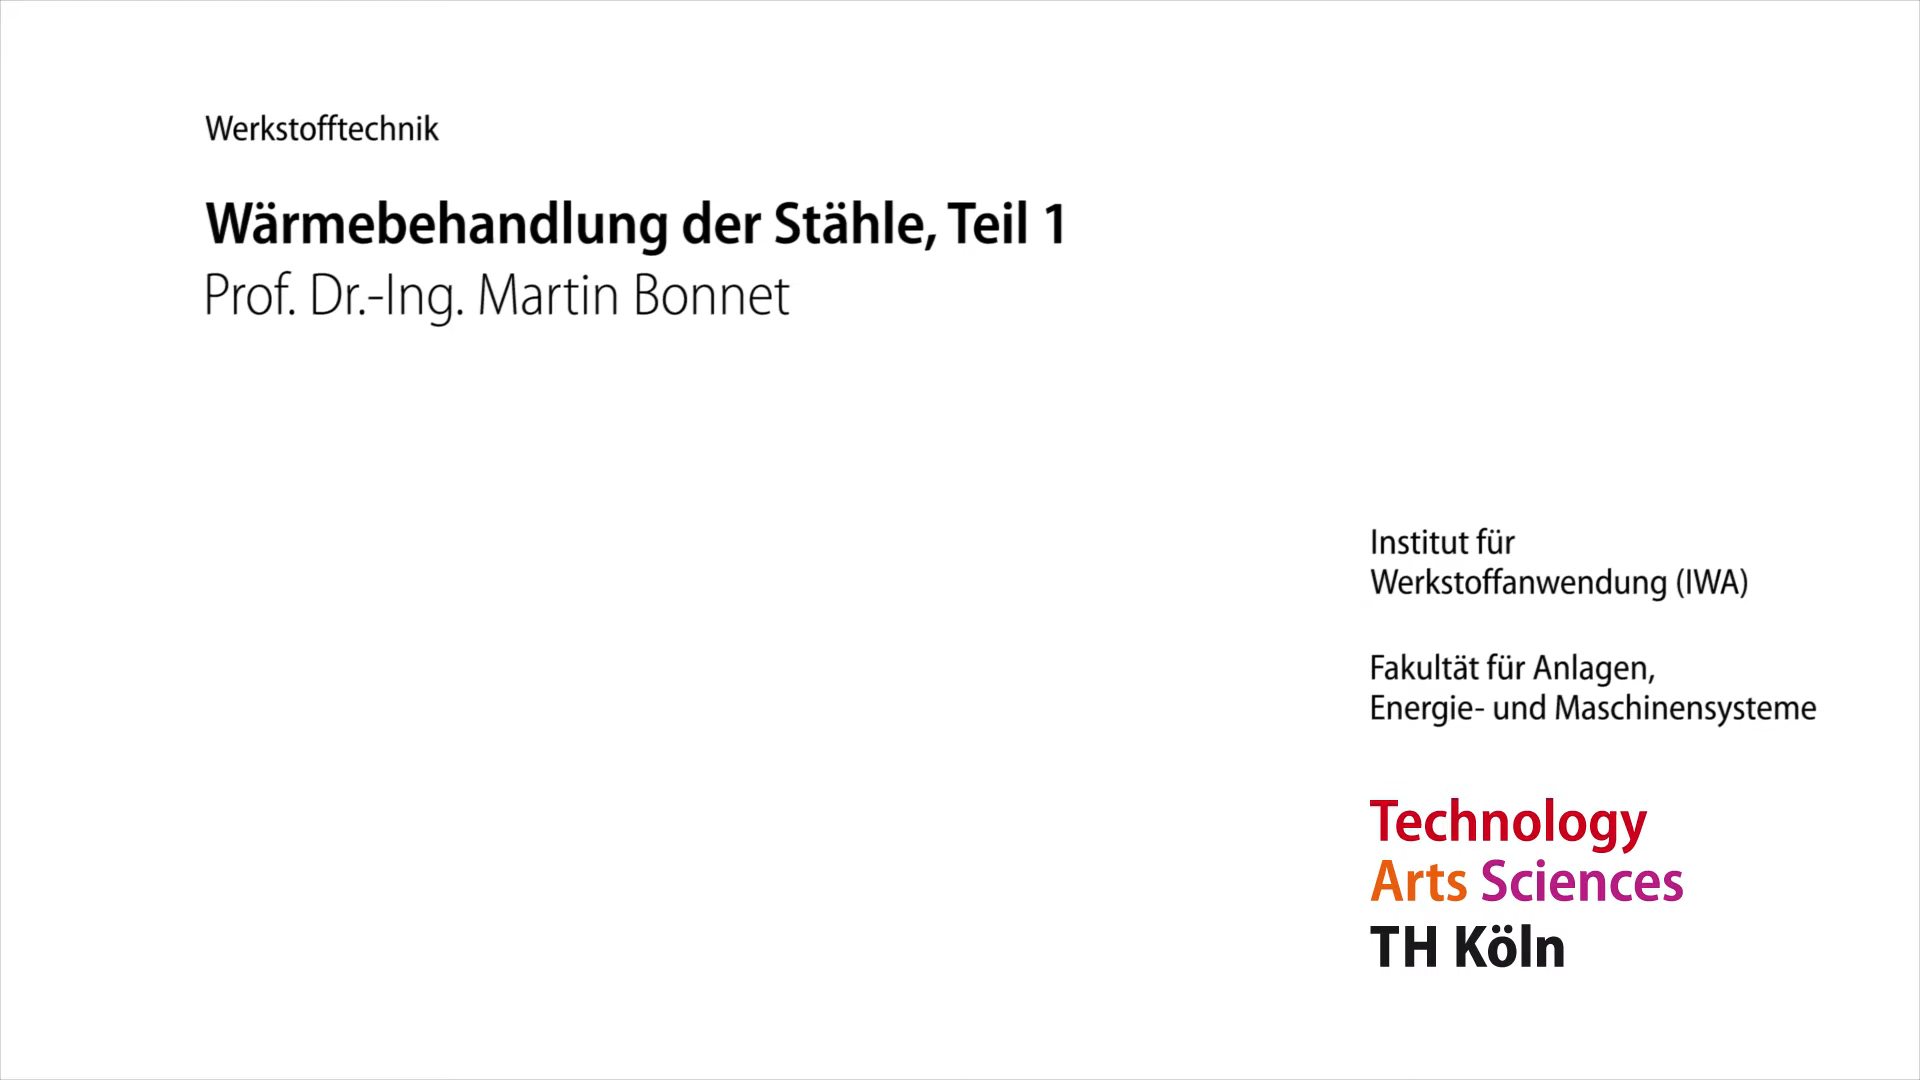 Werkstofftechnik
Wärmebehandlung der Stähle, Teil 1
Prof. Dr.-Ing. Martin Bonnet
Institut für
Werkstoffanwendung (IWA)
Fakultät für Anlagen,
Energie- und Maschinensysteme
Technology
Arts Sciences
TH Köln